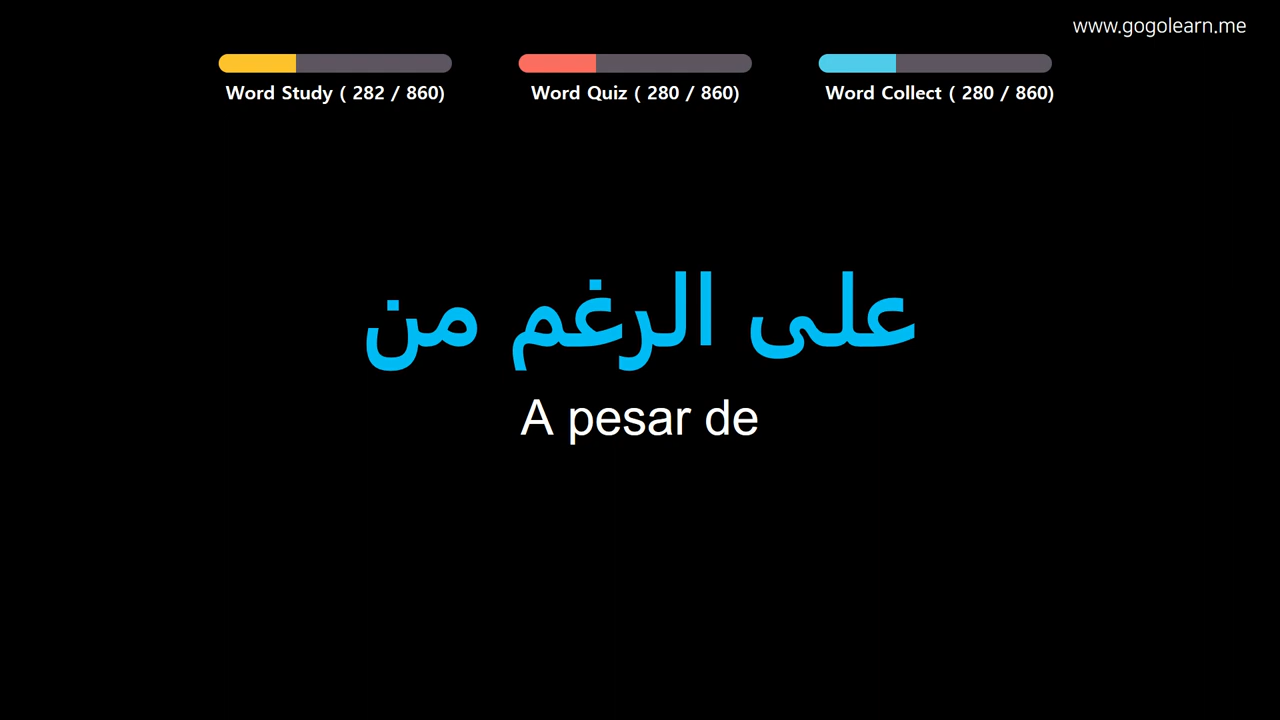 www.gogolearn.me
Word Study ( 282 / 860)
Word Quiz ( 280 / 860)
Word Collect ( 280 / 860)
على الرغم من
A pesar de